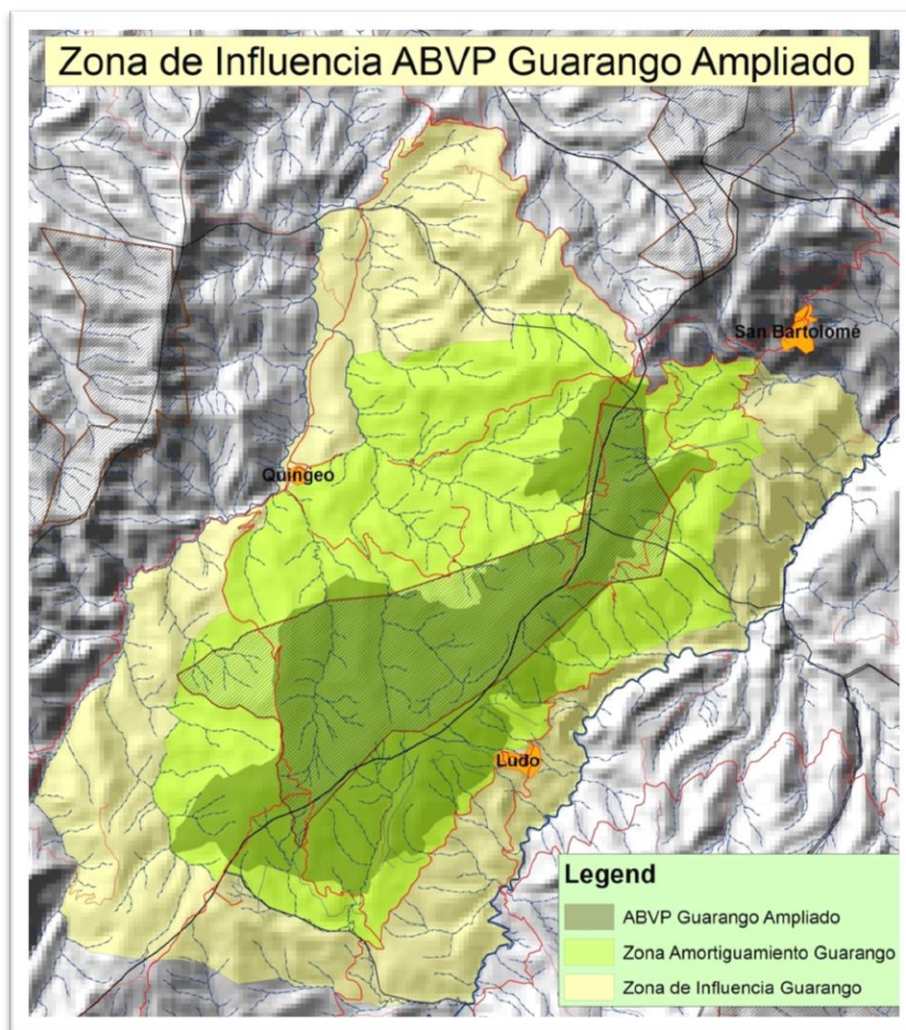 Zona de Influencia ABVP Guarango Ampliado
San Bartolomé
Quingeo
Ludo
Legend
ABVP Guarango Ampliado
Zona Amortiguamiento Guarango
Zona de Influencia Guarango